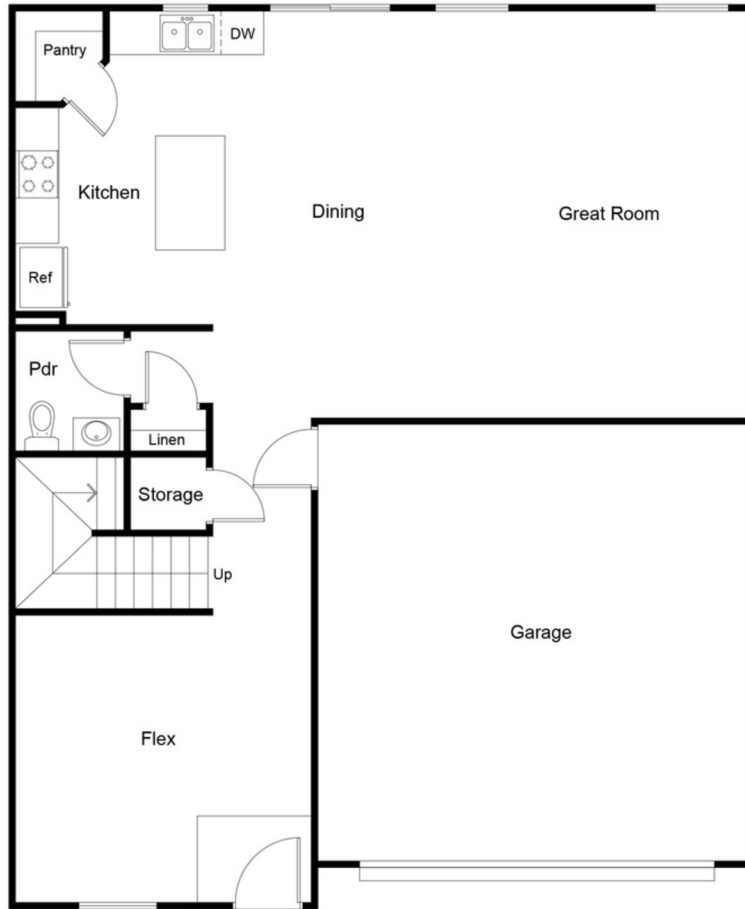 DW
Pantry
Kitchen
Dining
Great Room
Ref
Pdr
Linen
Storage
Up
Garage
Flex